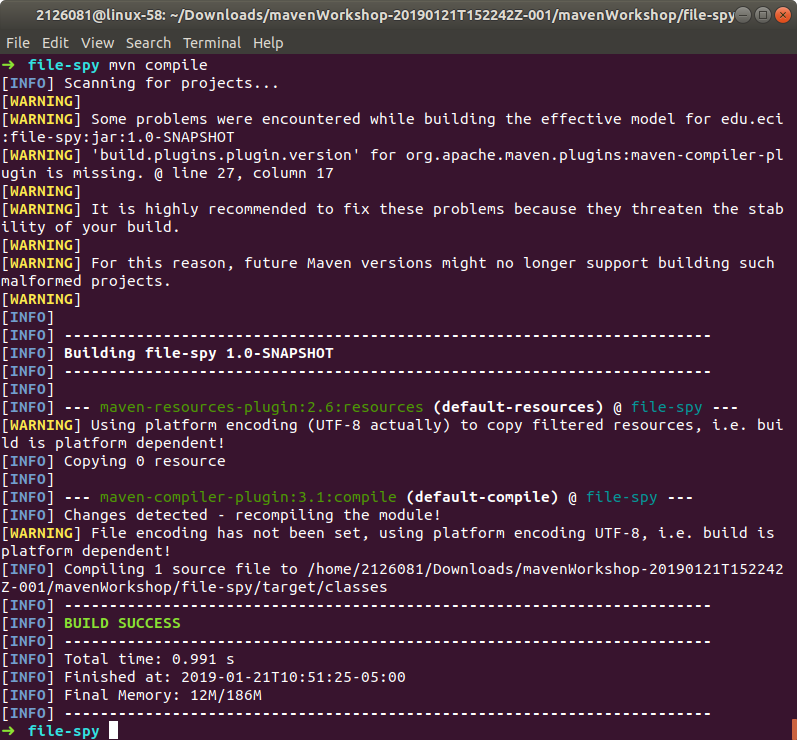 2126081@linux-58: ~/Downloads/mavenWorkshop-20190121T152242Z-001/mavenWorkshop/file-spy
File Edit View Search Terminal Help
➜ file-spy mvn compile
[INFO] Scanning for projects...
[WARNING]
[WARNING] Some problems were encountered while building the effective model for edu.eci
:file-spy:jar:1.0-SNAPSHOT
[WARNING] 'build.plugins.plugin.version' for org.apache.maven.plugins:maven-compiler-pl
ugin is missing. @ line 27, column 17
[WARNING]
[WARNING] It is highly recommended to fix these problems because they threaten the stab
ility of your build.
[WARNING]
[WARNING] For this reason, future Maven versions might no longer support building such
malformed projects.
[WARNING]
[INFO]
[INFO] ------------------------------------------------------------------------
[INFO] Building file-spy 1.0-SNAPSHOT
[INFO] ------------------------------------------------------------------------
[INFO]
[INFO] --- maven-resources-plugin:2.6:resources (default-resources) @ file-spy ---
[WARNING] Using platform encoding (UTF-8 actually) to copy filtered resources, i.e. bui
ld is platform dependent!
[INFO] Copying 0 resource
[INFO]
[INFO] --- maven-compiler-plugin:3.1:compile (default-compile) @ file-spy ---
[INFO] Changes detected - recompiling the module!
[WARNING] File encoding has not been set, using platform encoding UTF-8, i.e. build is
platform dependent!
[INFO] Compiling 1 source file to /home/2126081/Downloads/mavenWorkshop-20190121T152242
Z-001/mavenWorkshop/file-spy/target/classes
[INFO] ------------------------------------------------------------------------
[INFO] BUILD SUCCESS
[INFO] ------------------------------------------------------------------------
[INFO] Total time: 0.991 s
[INFO] Finished at: 2019-01-21T10:51:25-05:00
[INFO] Final Memory: 12M/186M
[INFO] ------------------------------------------------------------------------
➜ file-spy